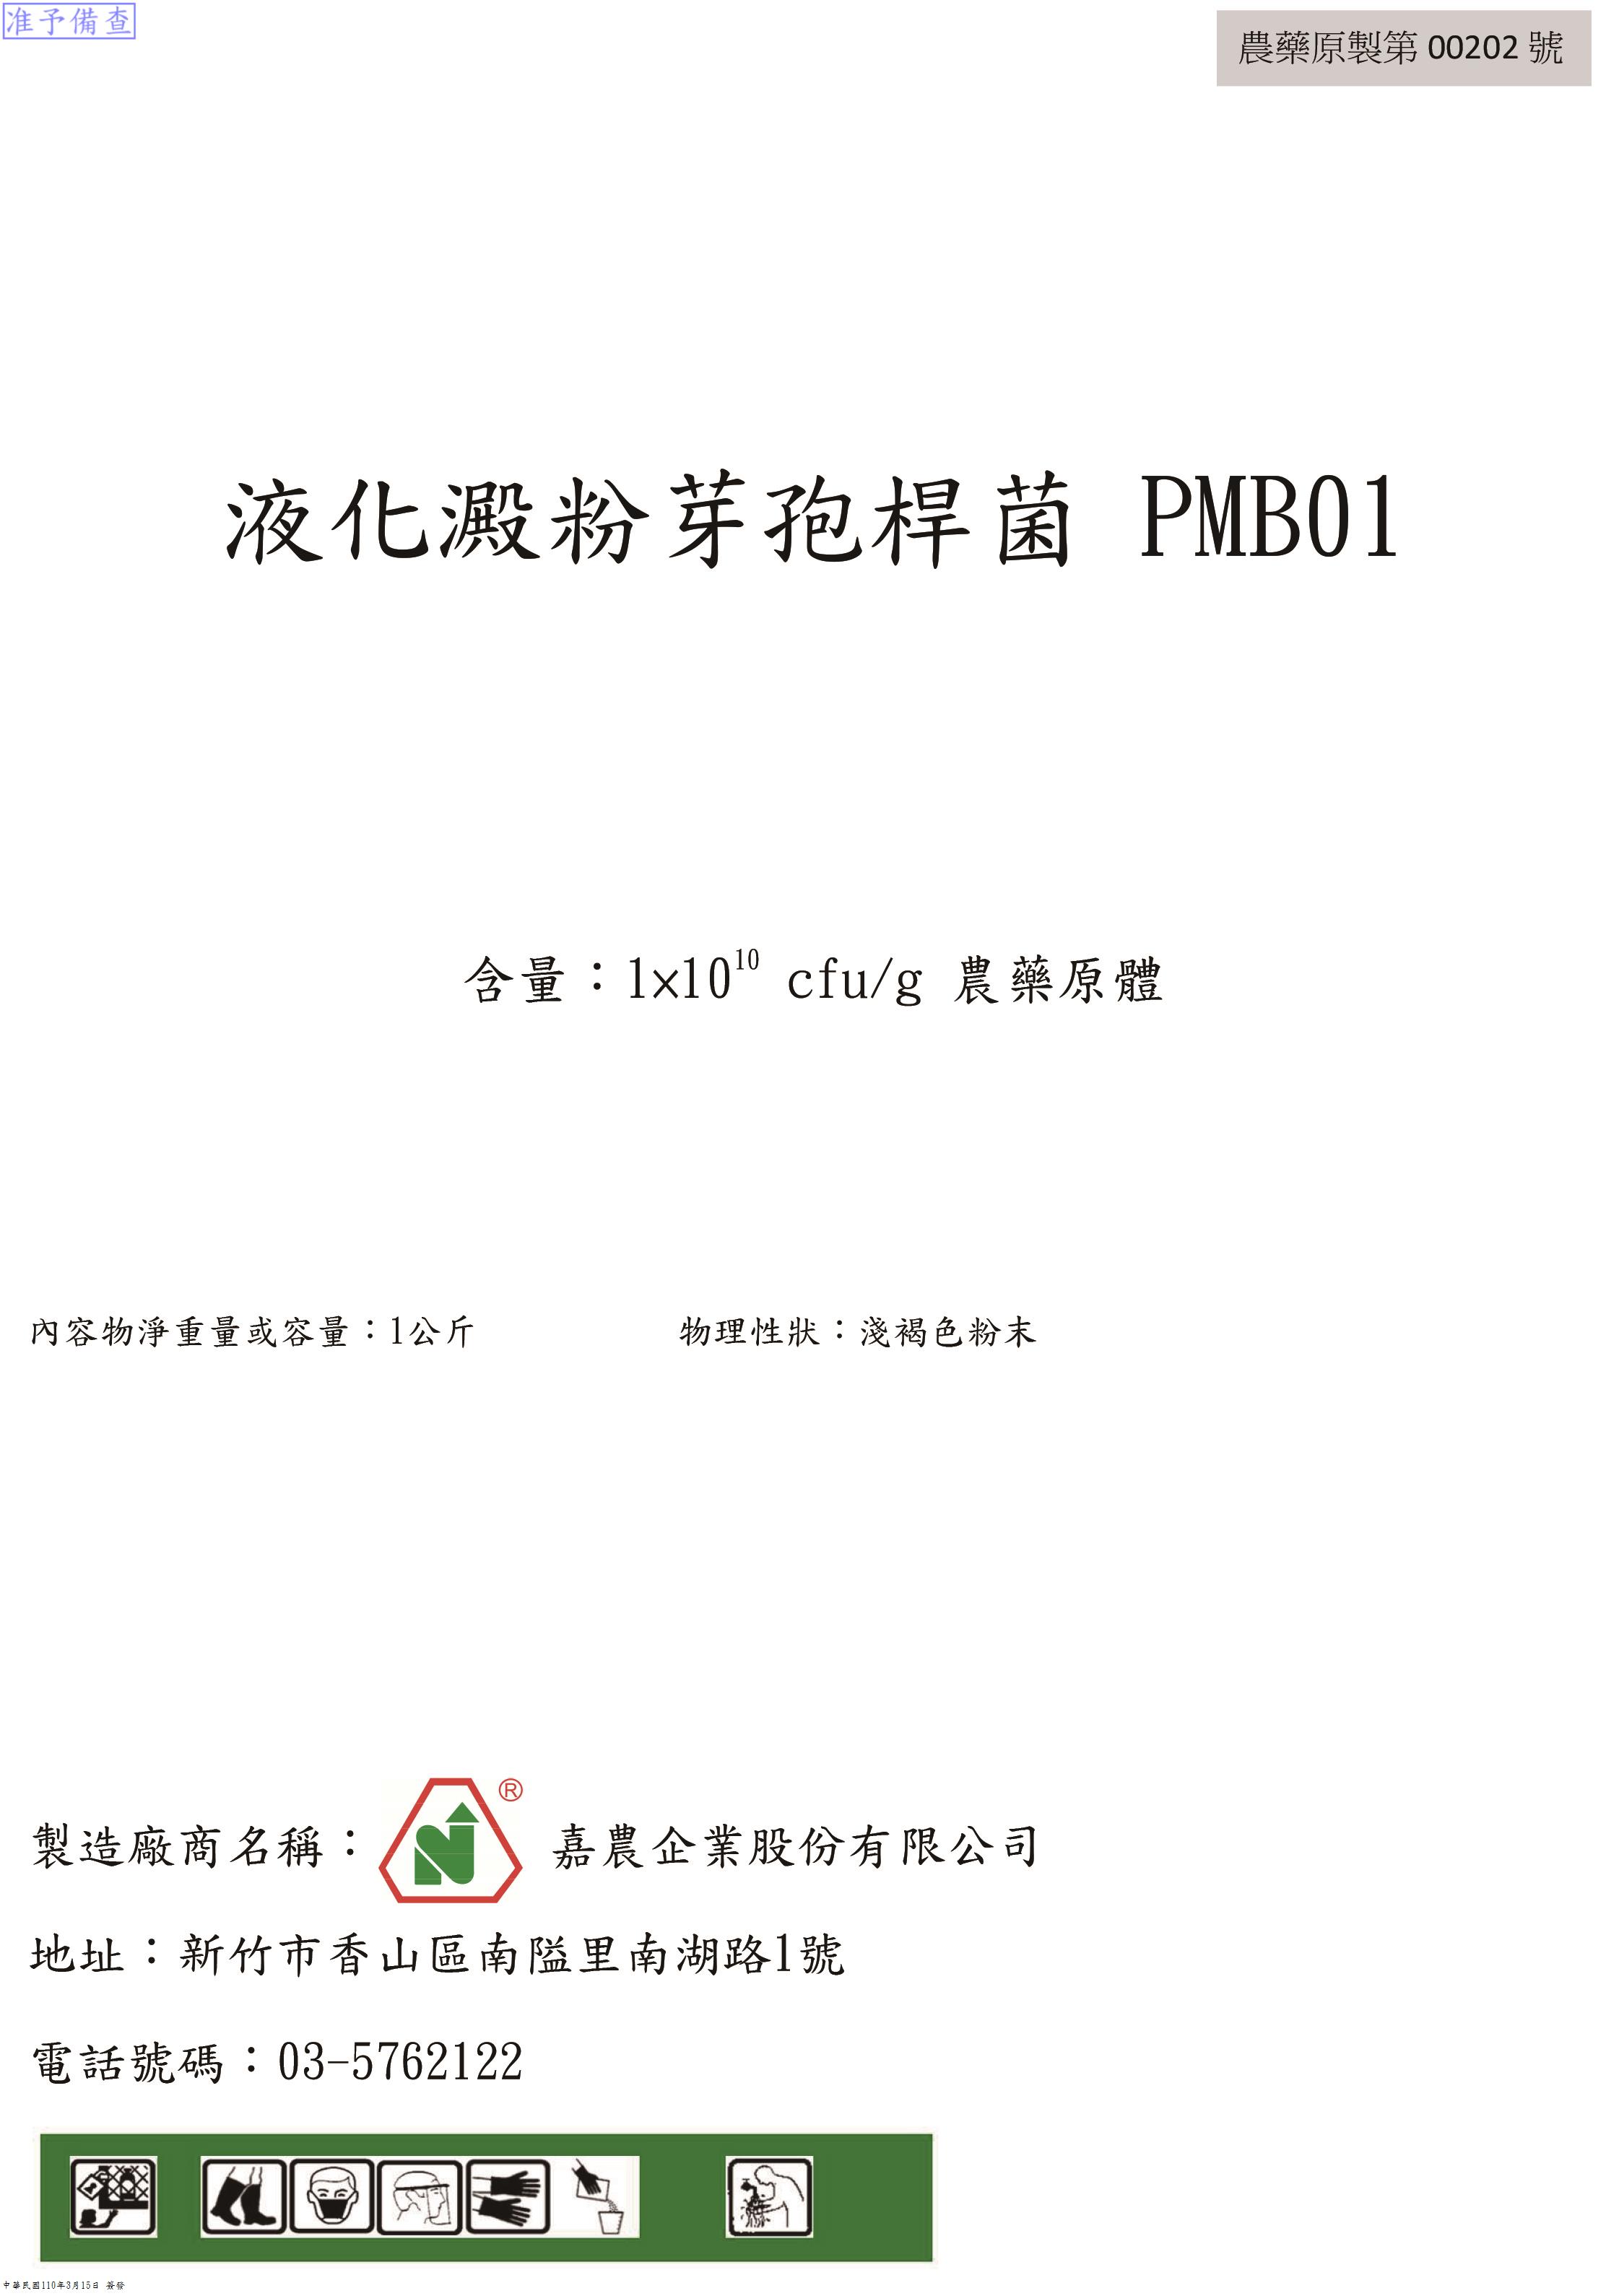 准予備查
農藥原製第 00202 號
液化澱粉芽孢桿菌 PMB01
含量：1×10¹⁰ cfu/g 農藥原體
內容物淨重量或容量：1公斤 物理性狀：淺褐色粉末
製造廠商名稱： ® 嘉農企業股份有限公司
地址：新竹市香山區南隘里南湖路1號
電話號碼：03-5762122
中華民國110年3月15日 簽發